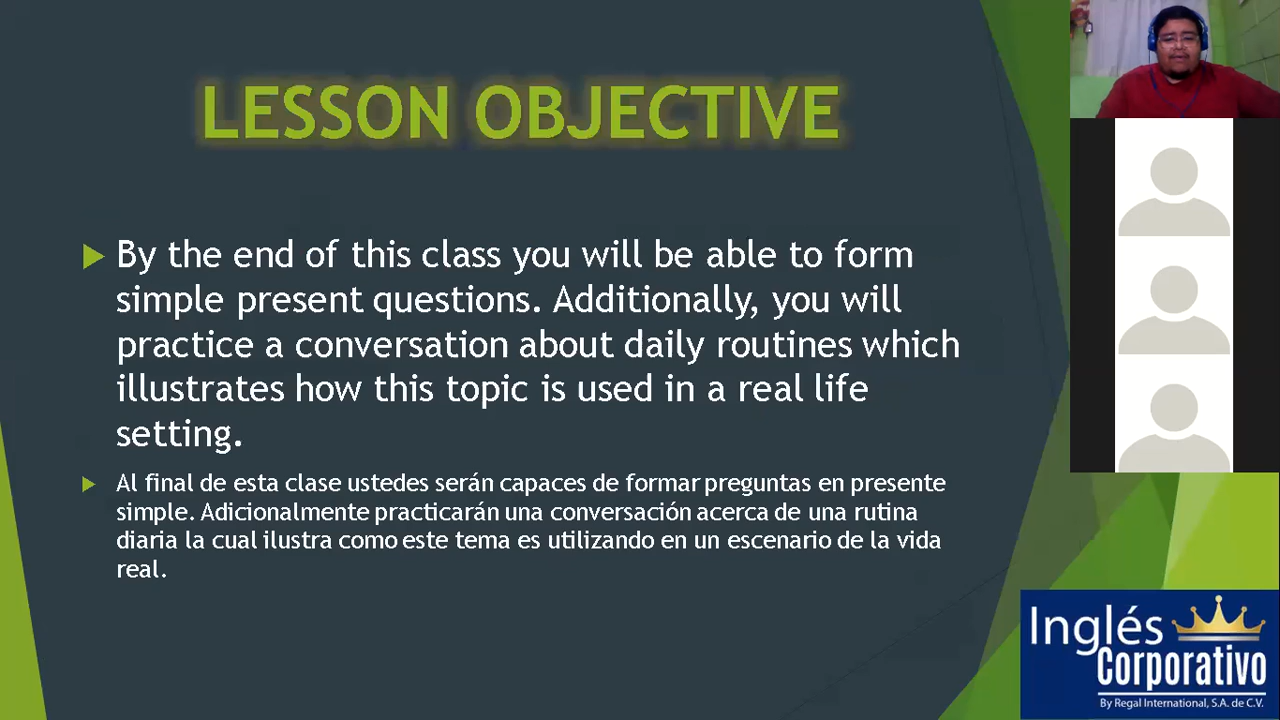 LESSON OBJECTIVE
By the end of this class you will be able to form
simple present questions. Additionally, you will
practice a conversation about daily routines which
illustrates how this topic is used in a real life
setting.
Al final de esta clase ustedes serán capaces de formar preguntas en presente
simple. Adicionalmente practicarán una conversación acerca de una rutina
diaria la cual ilustra como este tema es utilizando en un escenario de la vida
real.
Inglés
Corporativo
By Regal International, S.A. de C.V.